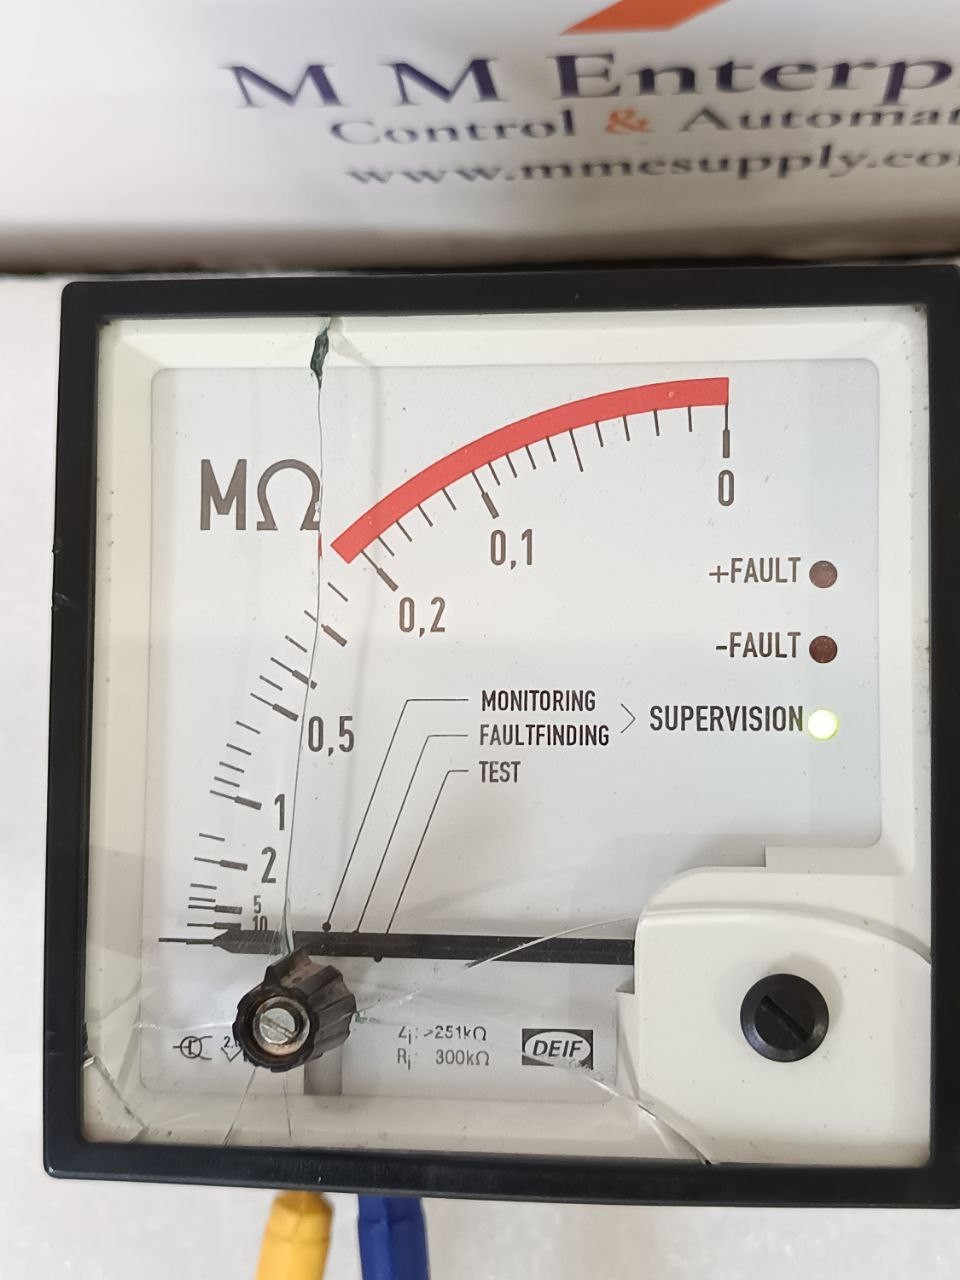 M M Enterp
Control & Automat
www.mmesupply.co
MΩ
0
0,1
0,2
0,5
1
2
5
10
+FAULT
-FAULT
MONITORING
FAULTFINDING
TEST
SUPERVISION
Zi: >251kΩ
Ri: 300kΩ
DEIF